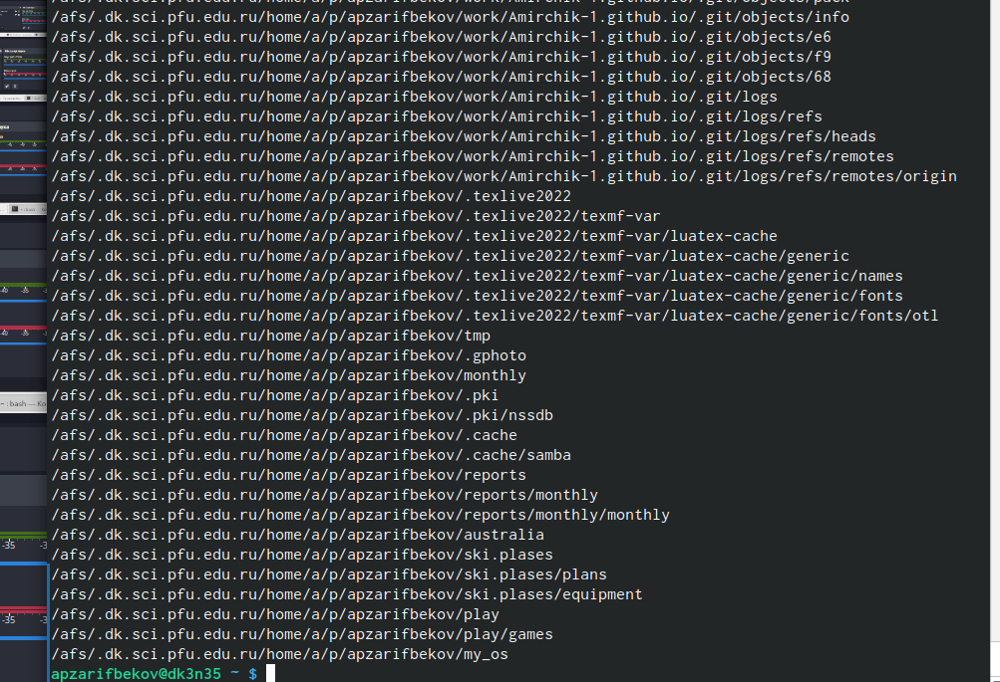 /afs/.dk.sci.pfu.edu.ru/home/a/p/apzarifbekov/work/Amirchik-1.github.io/.git/objects/pack
/afs/.dk.sci.pfu.edu.ru/home/a/p/apzarifbekov/work/Amirchik-1.github.io/.git/objects/info
/afs/.dk.sci.pfu.edu.ru/home/a/p/apzarifbekov/work/Amirchik-1.github.io/.git/objects/e6
/afs/.dk.sci.pfu.edu.ru/home/a/p/apzarifbekov/work/Amirchik-1.github.io/.git/objects/f9
/afs/.dk.sci.pfu.edu.ru/home/a/p/apzarifbekov/work/Amirchik-1.github.io/.git/objects/68
/afs/.dk.sci.pfu.edu.ru/home/a/p/apzarifbekov/work/Amirchik-1.github.io/.git/logs
/afs/.dk.sci.pfu.edu.ru/home/a/p/apzarifbekov/work/Amirchik-1.github.io/.git/logs/refs
/afs/.dk.sci.pfu.edu.ru/home/a/p/apzarifbekov/work/Amirchik-1.github.io/.git/logs/refs/heads
/afs/.dk.sci.pfu.edu.ru/home/a/p/apzarifbekov/work/Amirchik-1.github.io/.git/logs/refs/remotes
/afs/.dk.sci.pfu.edu.ru/home/a/p/apzarifbekov/work/Amirchik-1.github.io/.git/logs/refs/remotes/origin
/afs/.dk.sci.pfu.edu.ru/home/a/p/apzarifbekov/.texlive2022
/afs/.dk.sci.pfu.edu.ru/home/a/p/apzarifbekov/.texlive2022/texmf-var
/afs/.dk.sci.pfu.edu.ru/home/a/p/apzarifbekov/.texlive2022/texmf-var/luatex-cache
/afs/.dk.sci.pfu.edu.ru/home/a/p/apzarifbekov/.texlive2022/texmf-var/luatex-cache/generic
/afs/.dk.sci.pfu.edu.ru/home/a/p/apzarifbekov/.texlive2022/texmf-var/luatex-cache/generic/names
/afs/.dk.sci.pfu.edu.ru/home/a/p/apzarifbekov/.texlive2022/texmf-var/luatex-cache/generic/fonts
/afs/.dk.sci.pfu.edu.ru/home/a/p/apzarifbekov/.texlive2022/texmf-var/luatex-cache/generic/fonts/otl
/afs/.dk.sci.pfu.edu.ru/home/a/p/apzarifbekov/tmp
/afs/.dk.sci.pfu.edu.ru/home/a/p/apzarifbekov/.gphoto
/afs/.dk.sci.pfu.edu.ru/home/a/p/apzarifbekov/monthly
/afs/.dk.sci.pfu.edu.ru/home/a/p/apzarifbekov/.pki
/afs/.dk.sci.pfu.edu.ru/home/a/p/apzarifbekov/.pki/nssdb
/afs/.dk.sci.pfu.edu.ru/home/a/p/apzarifbekov/.cache
/afs/.dk.sci.pfu.edu.ru/home/a/p/apzarifbekov/.cache/samba
/afs/.dk.sci.pfu.edu.ru/home/a/p/apzarifbekov/reports
/afs/.dk.sci.pfu.edu.ru/home/a/p/apzarifbekov/reports/monthly
/afs/.dk.sci.pfu.edu.ru/home/a/p/apzarifbekov/reports/monthly/monthly
/afs/.dk.sci.pfu.edu.ru/home/a/p/apzarifbekov/australia
/afs/.dk.sci.pfu.edu.ru/home/a/p/apzarifbekov/ski.plases
/afs/.dk.sci.pfu.edu.ru/home/a/p/apzarifbekov/ski.plases/plans
/afs/.dk.sci.pfu.edu.ru/home/a/p/apzarifbekov/ski.plases/equipment
/afs/.dk.sci.pfu.edu.ru/home/a/p/apzarifbekov/play
/afs/.dk.sci.pfu.edu.ru/home/a/p/apzarifbekov/play/games
/afs/.dk.sci.pfu.edu.ru/home/a/p/apzarifbekov/my_os
apzarifbekov@dk3n35 ~ $